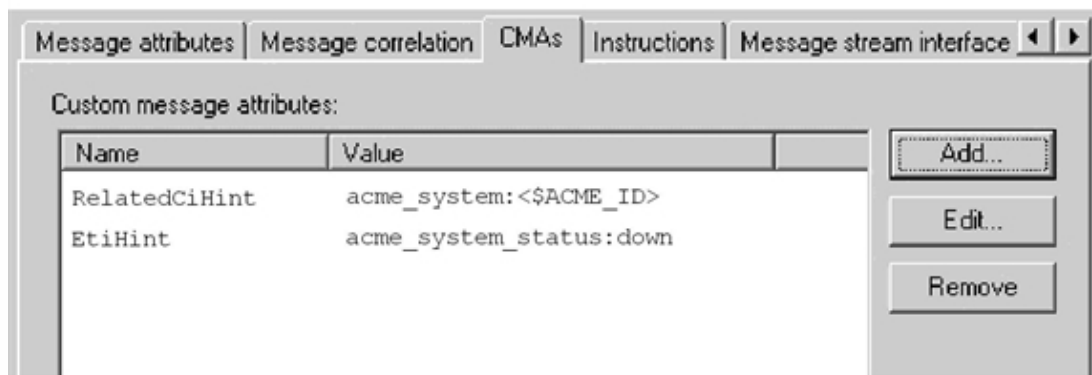 Message attributes Message correlation CMAs Instructions Message stream interface
Custom message attributes:
Name Value
Add...
RelatedCiHint acme_system:<$ACME_ID>
Edit...
EtiHint acme_system_status:down
Remove